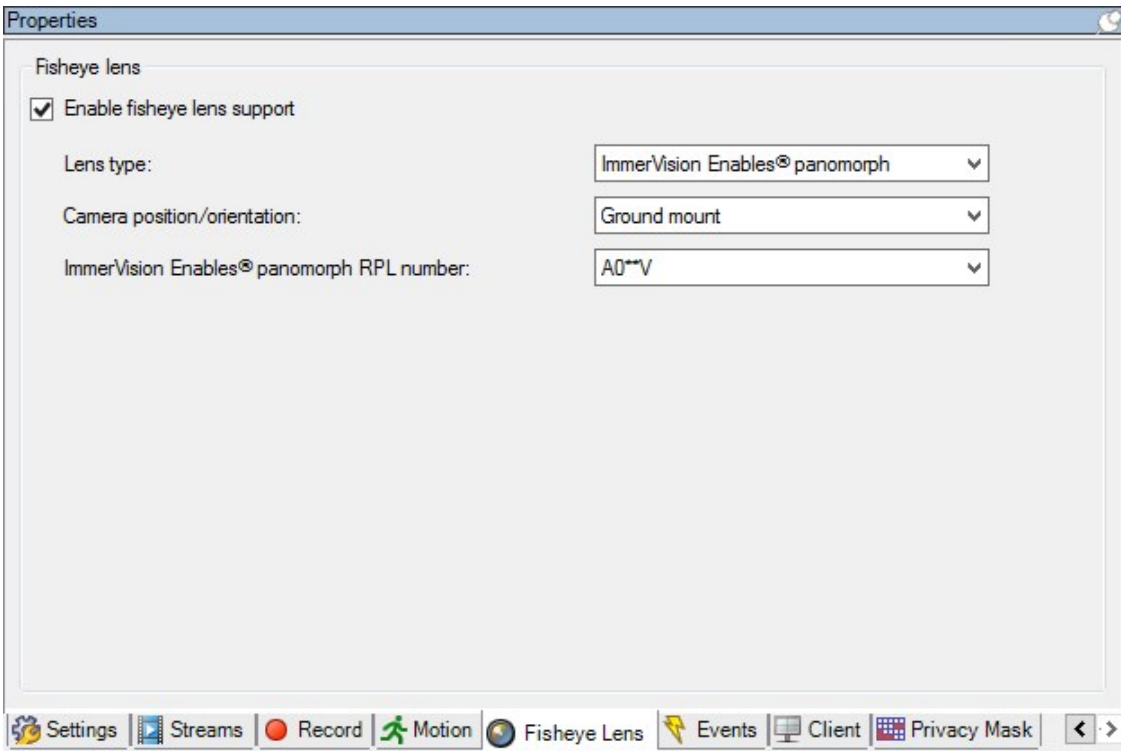 Properties
Fisheye lens
Enable fisheye lens support
Lens type: ImmerVision Enables® panomorph
Camera position/orientation: Ground mount
ImmerVision Enables® panomorph RPL number: A0**V
Settings Streams Record Motion Fisheye Lens Events Client Privacy Mask